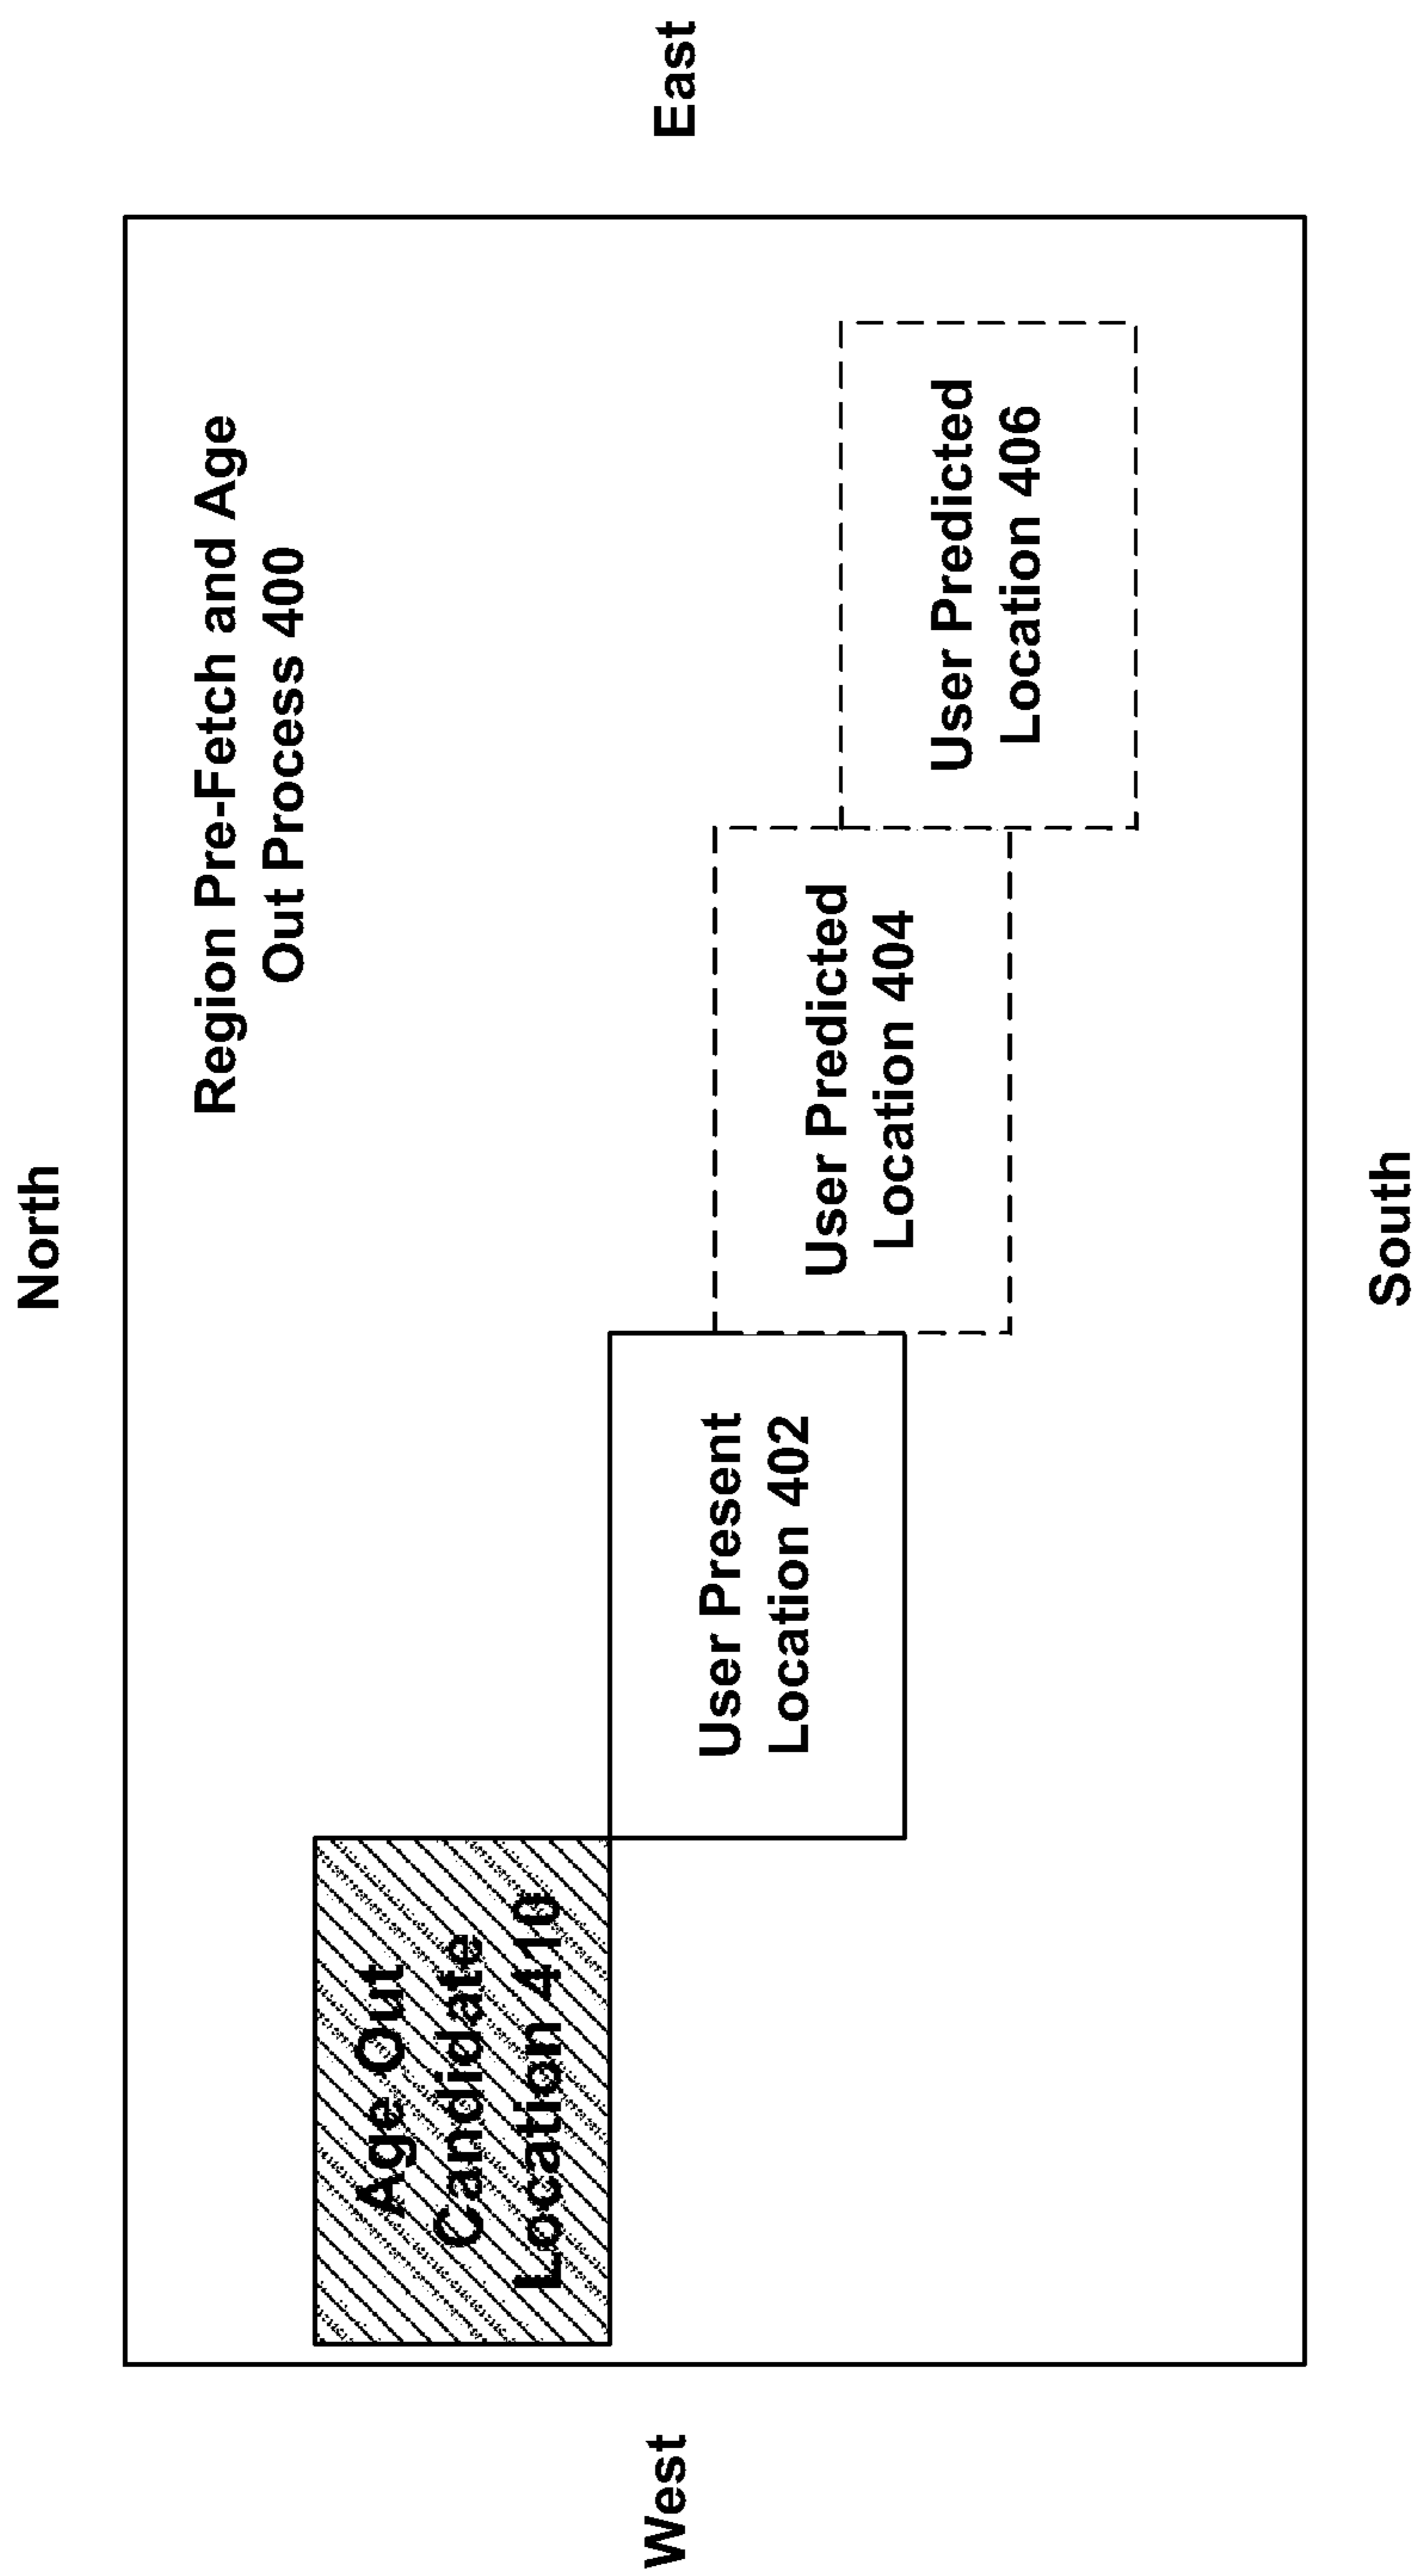 North
Region Pre-Fetch and Age
Out Process 400
Age Out
Candidate
Location 410
User Present
Location 402
User Predicted
Location 404
User Predicted
Location 406
West
East
South